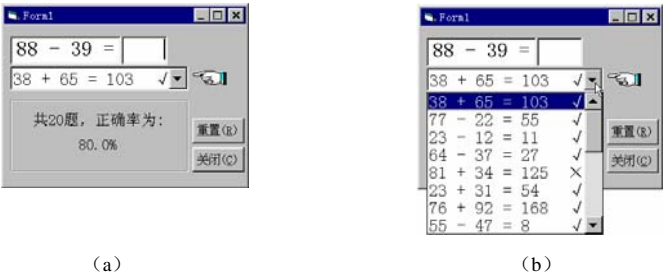 Form1
88 - 39 =
38 + 65 = 103 √
共20题，正确率为：
80.0%
重置(R)
关闭(C)
(a)
Form1
88 - 39 =
38 + 65 = 103 √
38 + 65 = 103 √
77 - 22 = 55 √
23 - 12 = 11 √
64 - 37 = 27 √
81 + 34 = 125 ×
23 + 31 = 54 √
76 + 92 = 168 √
55 - 47 = 8 √
重置(R)
关闭(C)
(b)